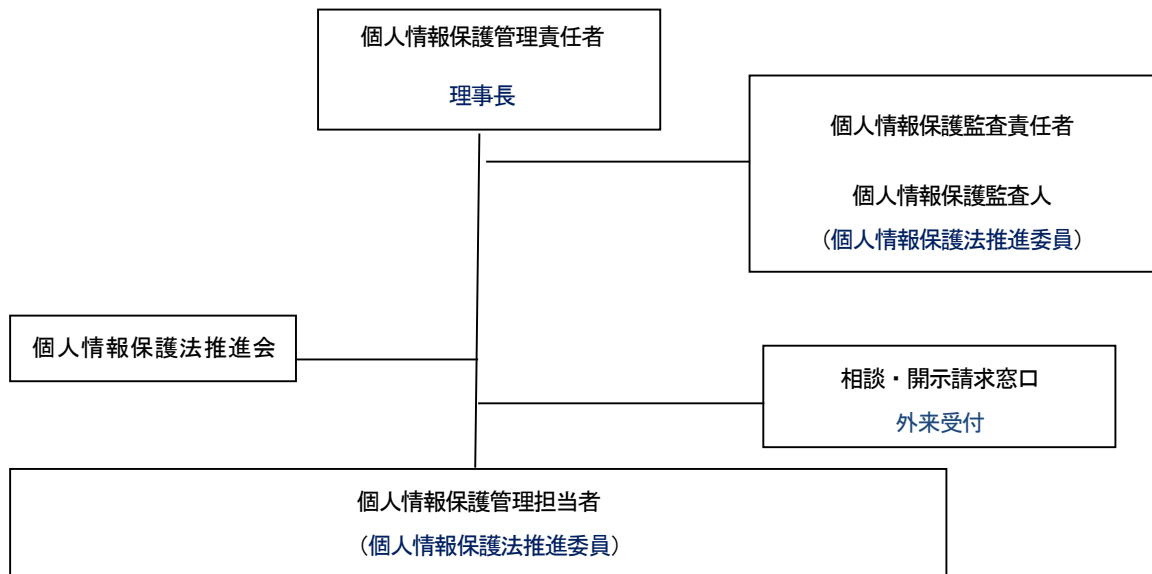 個人情報保護管理責任者
理事長
個人情報保護監査責任者
個人情報保護監査人
（個人情報保護法推進委員）
個人情報保護法推進会
相談・開示請求窓口
外来受付
個人情報保護管理担当者
（個人情報保護法推進委員）